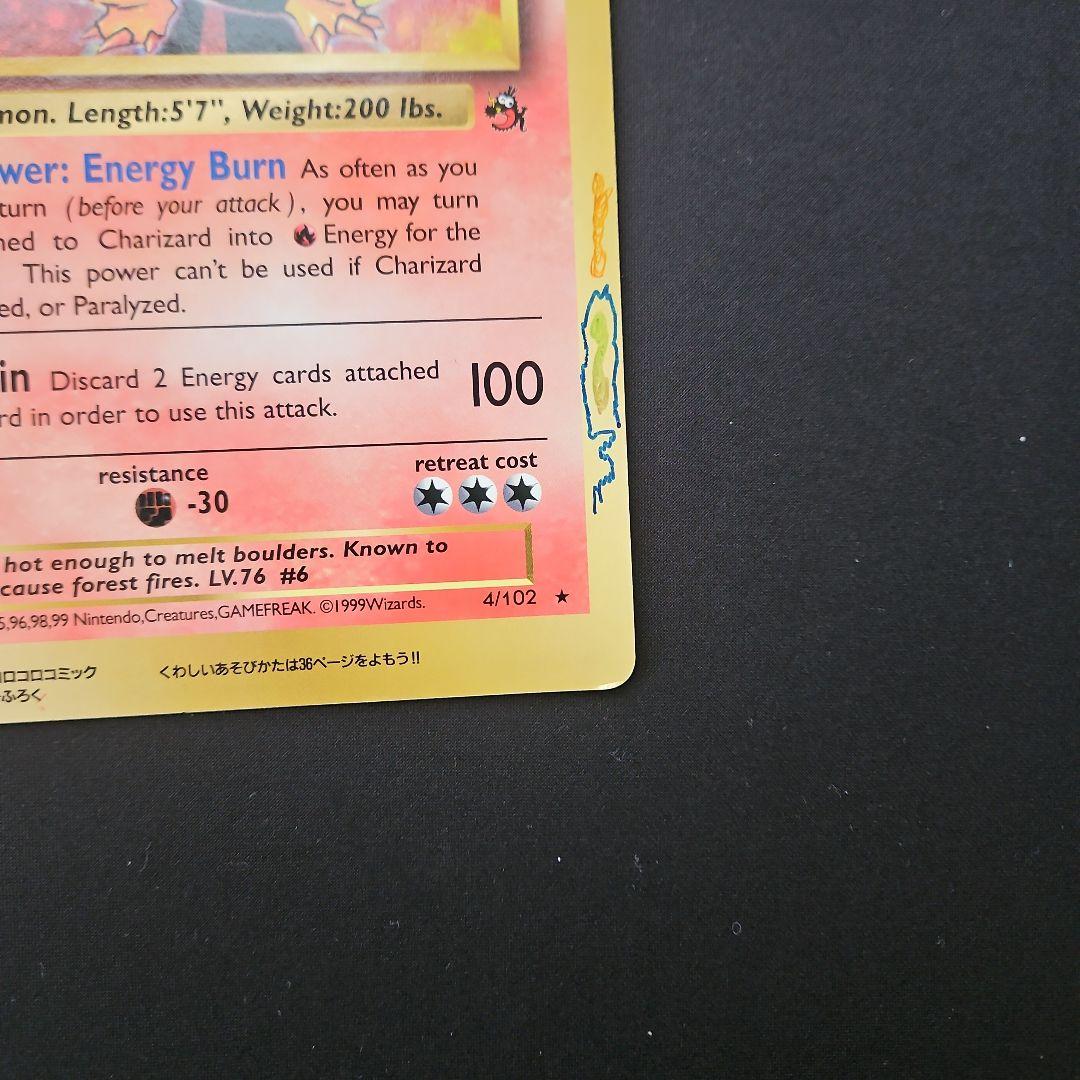 mon. Length:5'7", Weight:200 lbs.
wer: Energy Burn As often as you
turn (before your attack), you may turn
hed to Charizard into Energy for the
This power can't be used if Charizard
ed, or Paralyzed.
in Discard 2 Energy cards attached 100
rd in order to use this attack.
resistance retreat cost
-30
hot enough to melt boulders. Known to
cause forest fires. LV.76 #6
5,96,98,99 Nintendo,Creatures,GAMEFREAK. ©1999Wizards. 4/102 ★
ロコロコミック くわしいあそびかたは36ページをよもう!!
ふろく